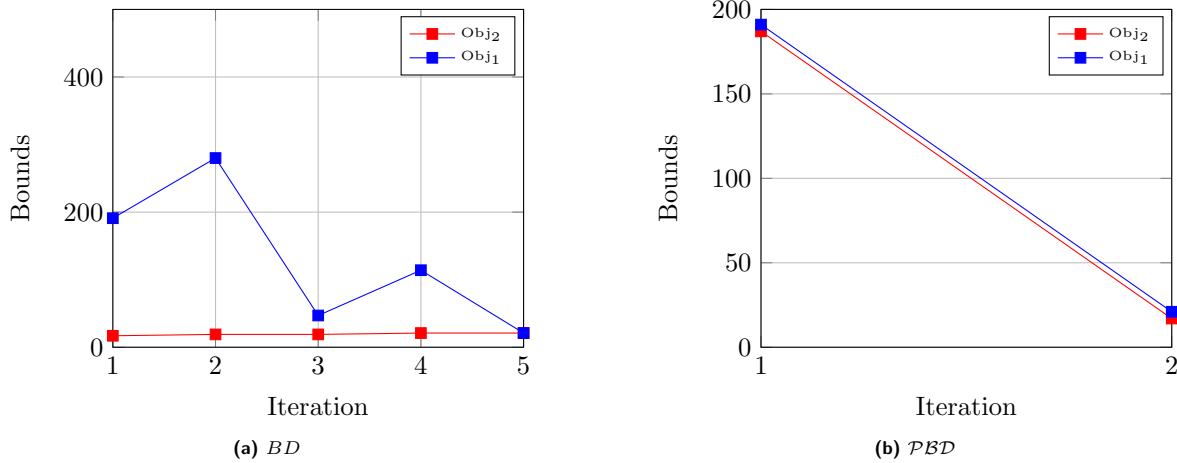 Bounds
400
200
0
Obj2
Obj1
1 2 3 4 5
Iteration
(a) BD
Bounds
200
150
100
50
0
Obj2
Obj1
1 2
Iteration
(b) PBD